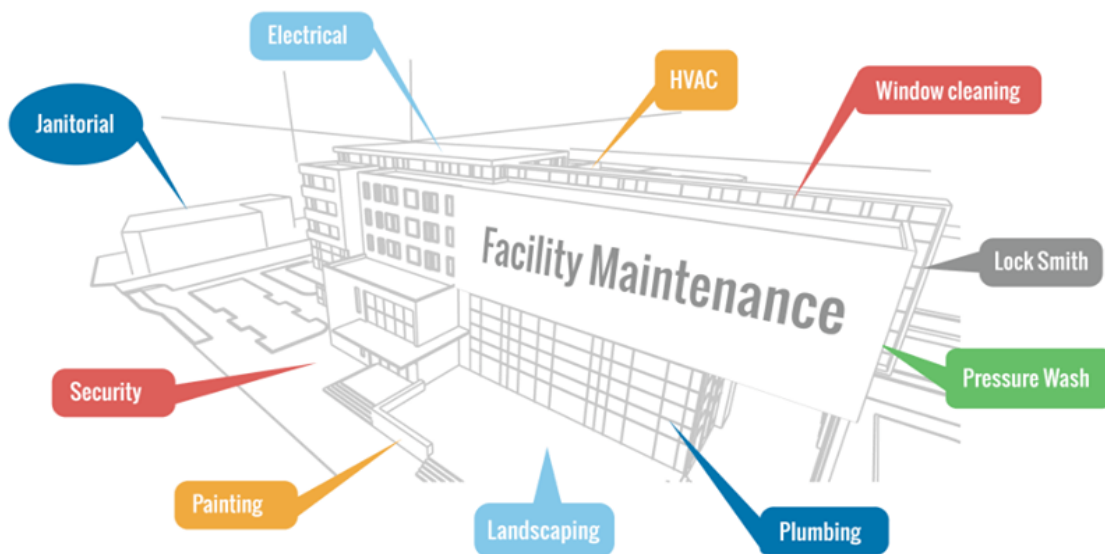 Electrical
HVAC
Window cleaning
Janitorial
Facility Maintenance
Lock Smith
Pressure Wash
Security
Painting
Landscaping
Plumbing